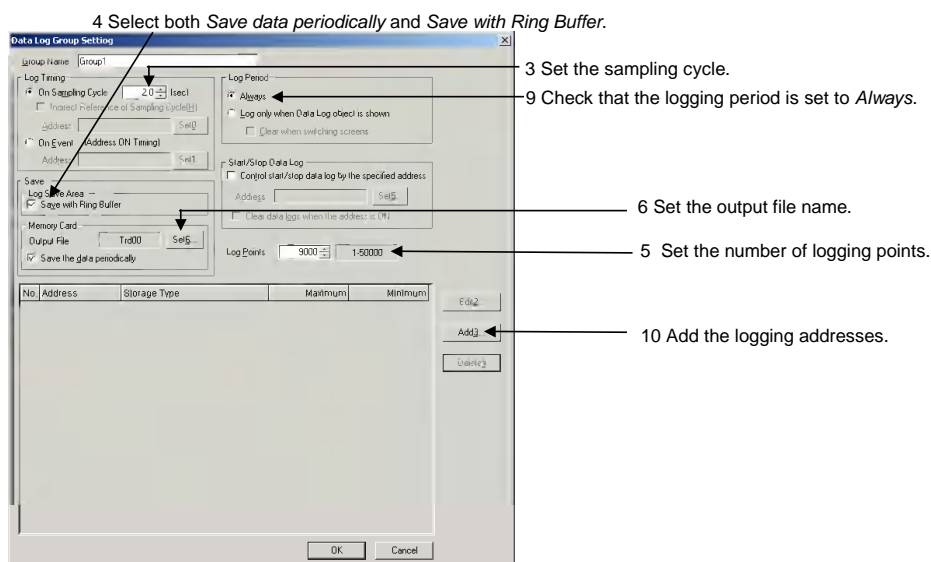 4 Select both Save data periodically and Save with Ring Buffer.
Data Log Group Setting
Group Name Group1
Log Timing
On Sampling Cycle 2.0 [sec]
3 Set the sampling cycle.
Indirect Reference of Sampling Cycle(H)
Address Sel0
On Event (Address ON Timing)
Address Sel1
Log Period
Always
9 Check that the logging period is set to Always.
Log only when Data Log object is shown
Clear when switching screens
Start/Stop Data Log
Control start/stop data log by the specified address
Address Sel5
Clear data logs when the address is ON
Save
Log Save Area
Save with Ring Buffer
Memory Card
Output File Trd00 Sel6...
Save the data periodically
6 Set the output file name.
Log Points 9000 1-50000
5 Set the number of logging points.
No. Address Storage Type Maximum Minimum
Edit2...
Add3...
10 Add the logging addresses.
OK Cancel